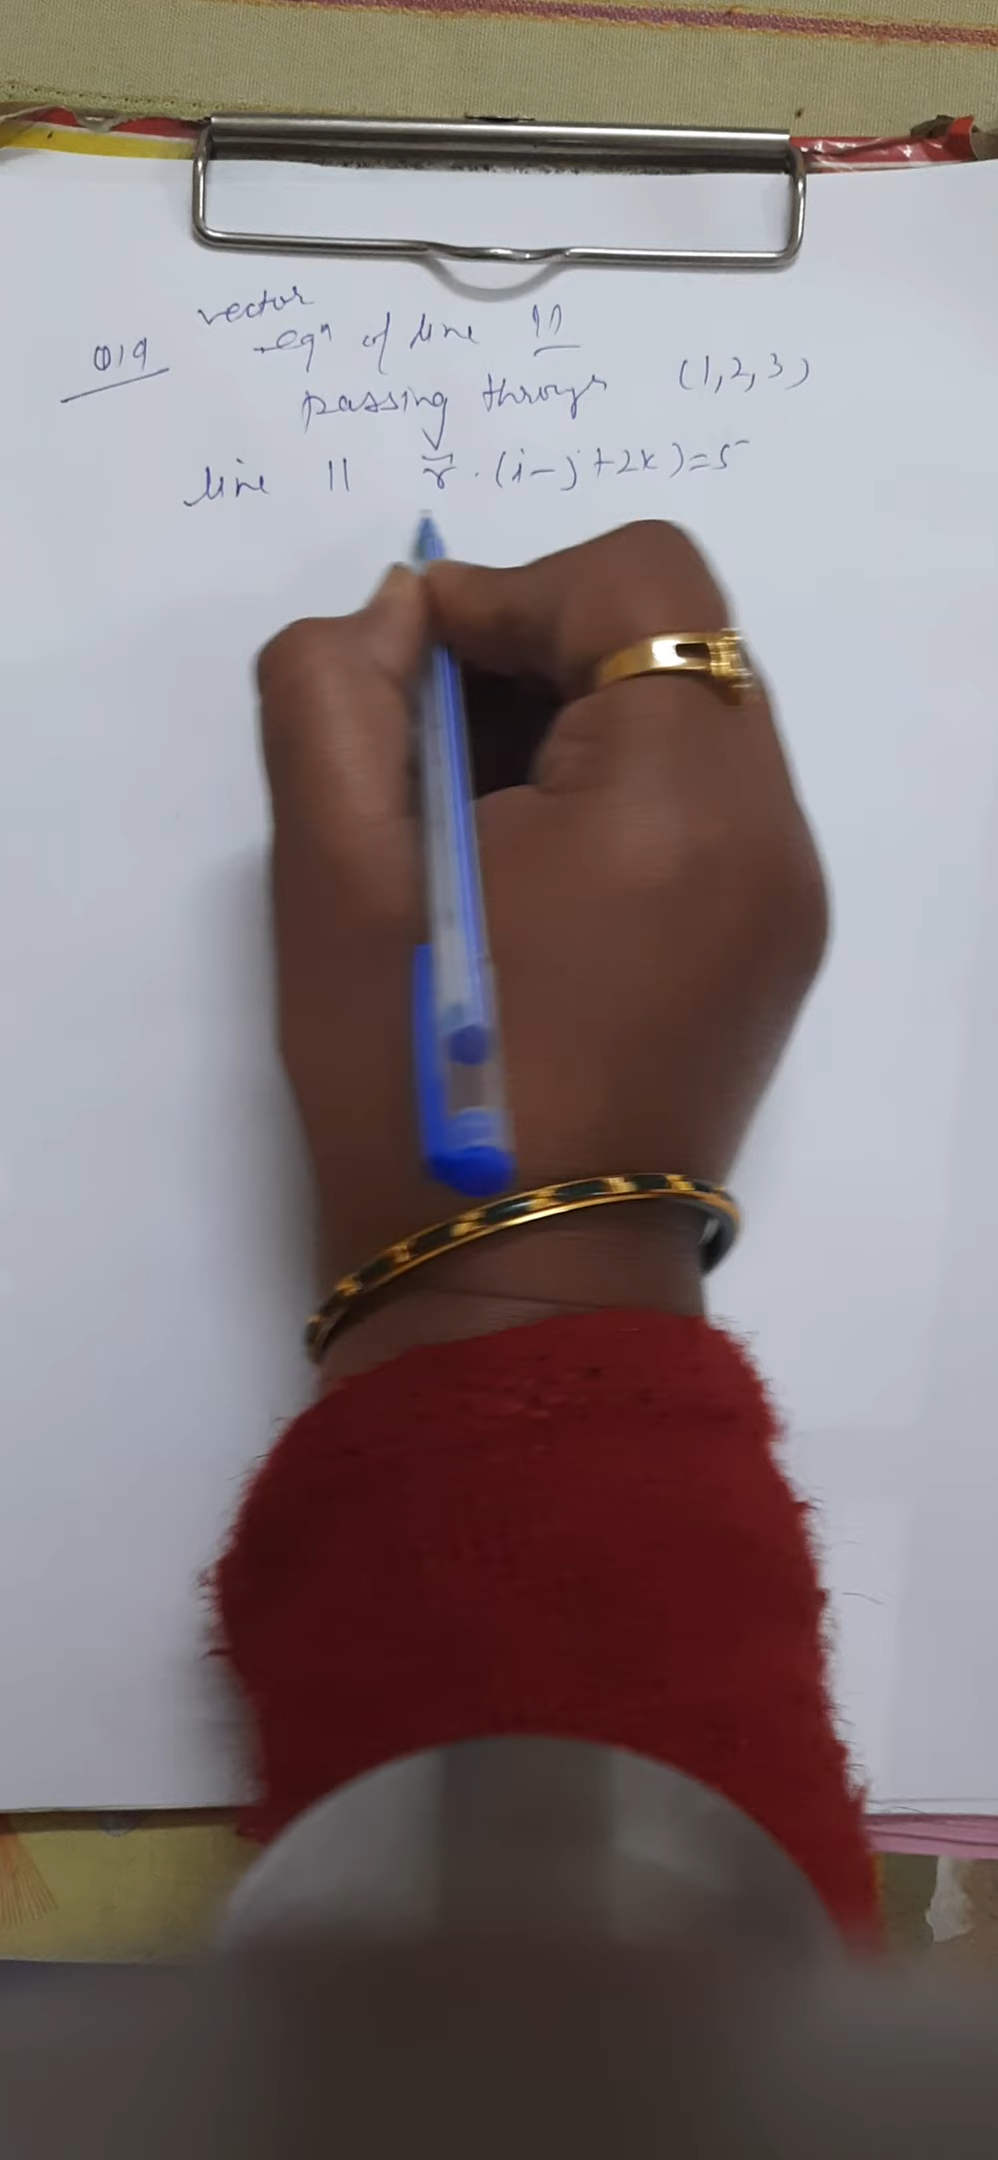 Q19 vector
eqn of line
passing through (1,2,3)
line || r⃗ . (i-j+2k)=5